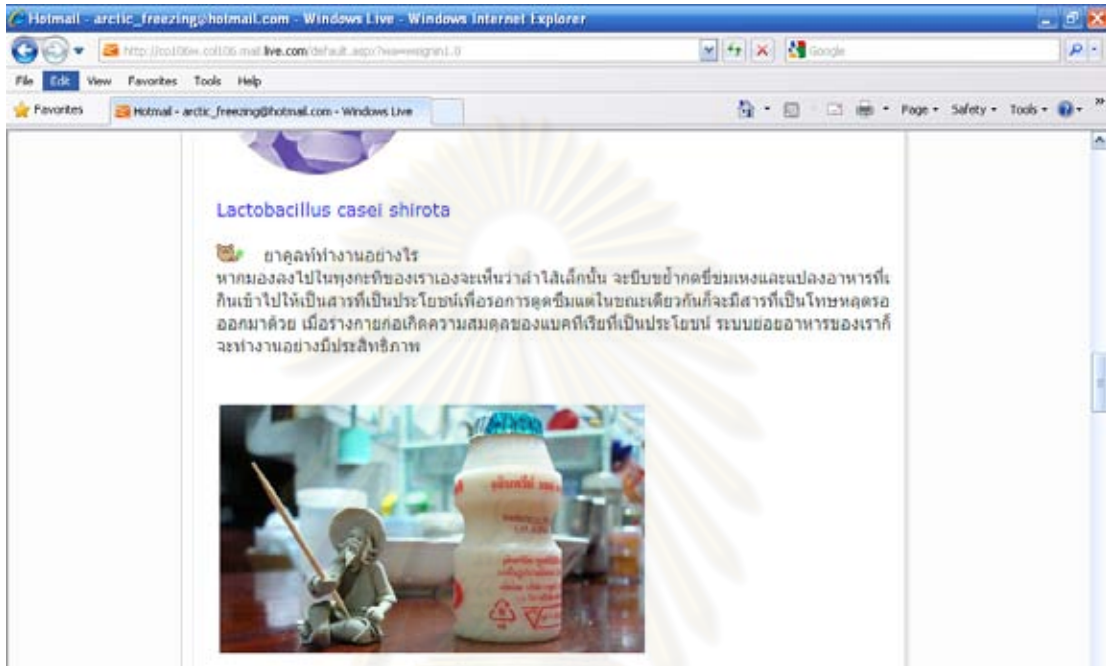 Hotmail - arctic_freezing@hotmail.com - Windows Live - Windows Internet Explorer
Google
File Edit View Favorites Tools Help
Favorites Hotmail - arctic_freezing@hotmail.com - Windows Live Page Safety Tools
Lactobacillus casei shirota
ยาคูลท์ทำงานอย่างไร
หากมองลงไปในพุงกะทิของเราเองจะเห็นว่าลำไส้เล็กนั้น จะบีบขย้ำกดขี่ข่มเหงและแปลงอาหารที่เ
กินเข้าไปให้เป็นสารที่เป็นประโยชน์เพื่อรอการดูดซึมแต่ในขณะเดียวกันก็จะมีสารที่เป็นโทษหลุดรอ
ออกมาด้วย เมื่อร่างกายก่อเกิดความสมดุลของแบคทีเรียที่เป็นประโยชน์ ระบบย่อยอาหารของเราก็
จะทำงานอย่างมีประสิทธิภาพ